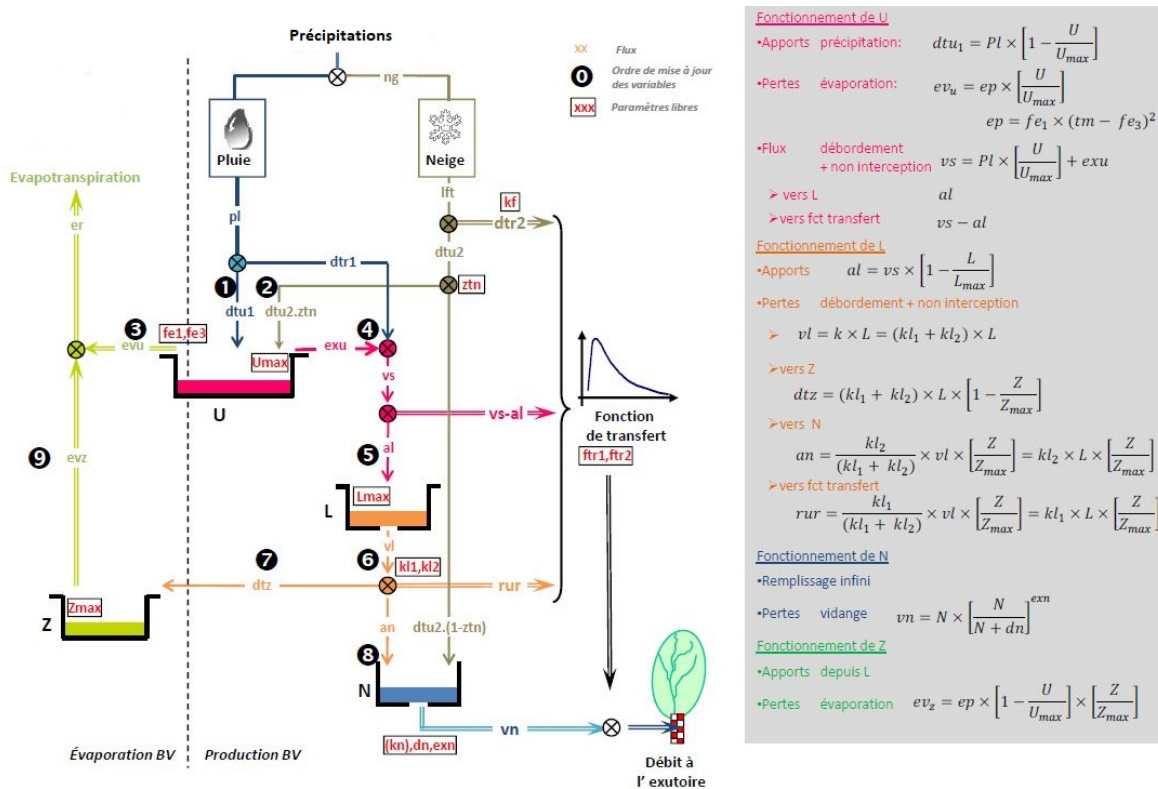 Précipitations
ng
xx Flux
0 Ordre de mise à jour
des variables
xxx Paramètres libres
Pluie
Neige
Evapotranspiration
er
pl
lft
kf
dtr2
dtu2
dtr1
ztn
1
2
dtu1
dtu2.ztn
3
fe1,fe3
evu
4
exu
Umax
U
vs
vs-al
al
Fonction
de transfert
ftr1,ftr2
5
9
evz
Lmax
L
vl
6
7
kl1,kl2
dtz
rur
Zmax
Z
an
dtu2.(1-ztn)
8
N
vn
(kn),dn,exn
Évaporation BV
Production BV
Débit à
l' exutoire
Fonctionnement de U
•Apports précipitation: dtu₁ = Pl × [1 − U/Umax]
•Pertes évaporation: evᵤ = ep × [U/Umax]
ep = fe₁ × (tm − fe₃)²
•Flux débordement
+ non interception vs = Pl × [U/Umax] + exu
➢ vers L al
➢vers fct transfert vs − al
Fonctionnement de L
•Apports al = vs × [1 − L/Lmax]
•Pertes débordement + non interception
➢ vl = k × L = (kl₁ + kl₂) × L
➢vers Z
dtz = (kl₁ + kl₂) × L × [1 − Z/Zmax]
➢vers N
an = kl₂/(kl₁ + kl₂) × vl × [Z/Zmax] = kl₂ × L × [Z/Zmax]
➢vers fct transfert
rur = kl₁/(kl₁ + kl₂) × vl × [Z/Zmax] = kl₁ × L × [Z/Zmax]
Fonctionnement de N
•Remplissage infini
•Pertes vidange vn = N × [N/(N + dn)]^exn
Fonctionnement de Z
•Apports depuis L
•Pertes évaporation ev_z = ep × [1 − U/Umax] × [Z/Zmax]